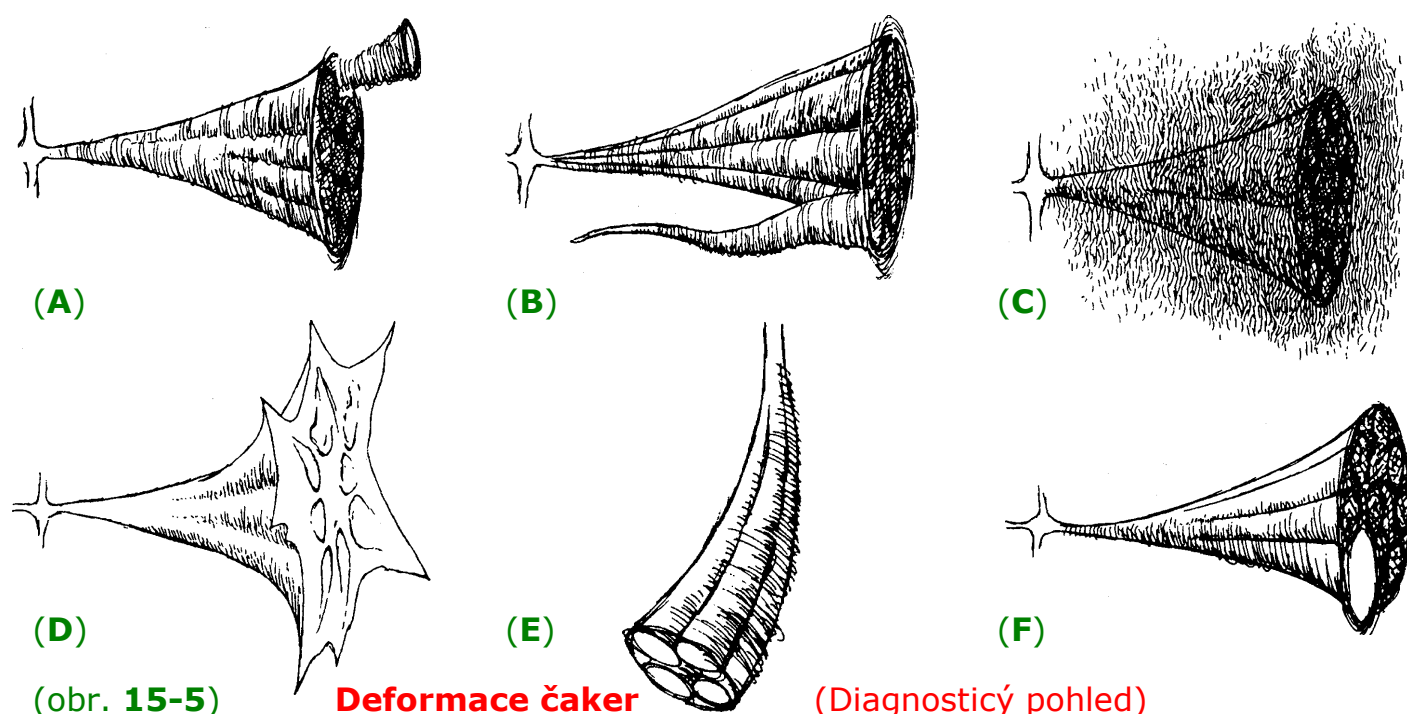 (A) (B) (C)
(D) (E) (F)
(obr. 15-5) Deformace čaker (Diagnosticý pohled)